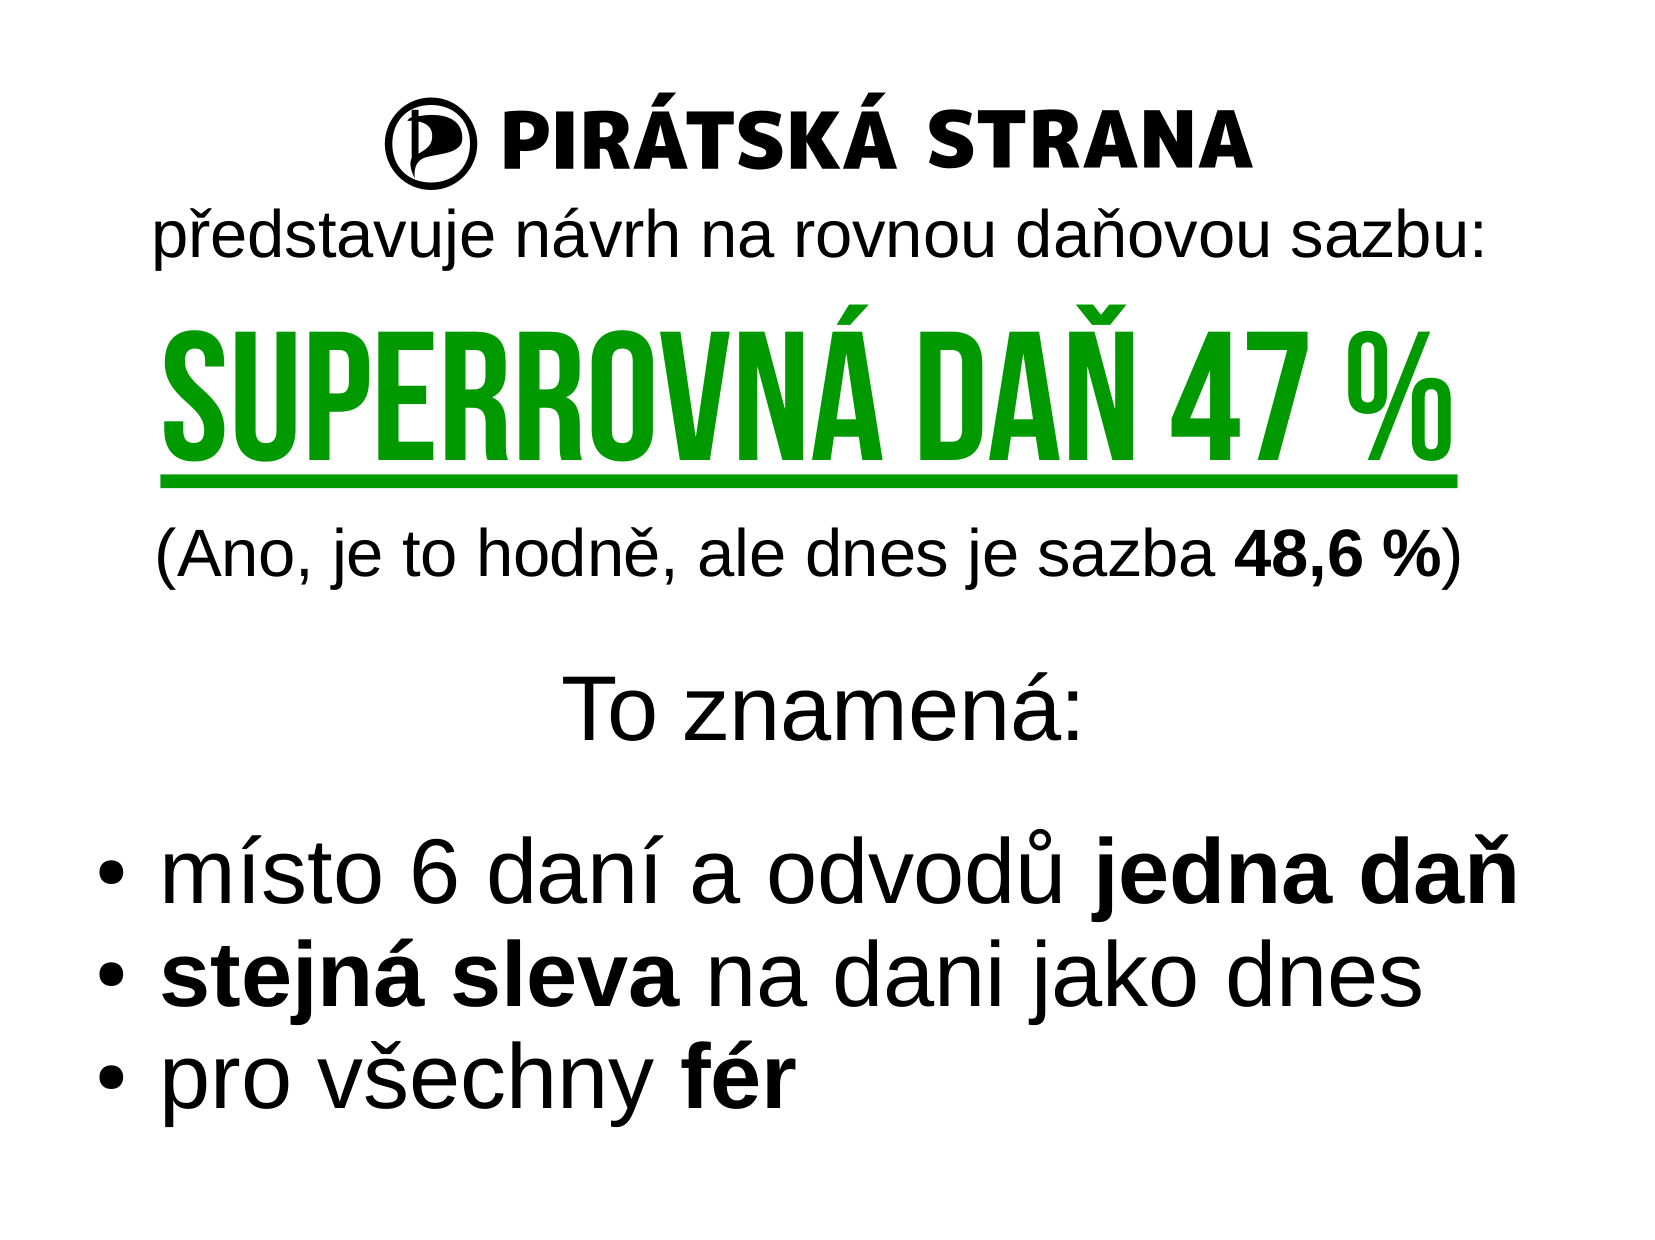 PIRÁTSKÁ STRANA
představuje návrh na rovnou daňovou sazbu:
SUPERROVNÁ DAŇ 47 %
(Ano, je to hodně, ale dnes je sazba 48,6 %)
To znamená:
• místo 6 daní a odvodů jedna daň
• stejná sleva na dani jako dnes
• pro všechny fér